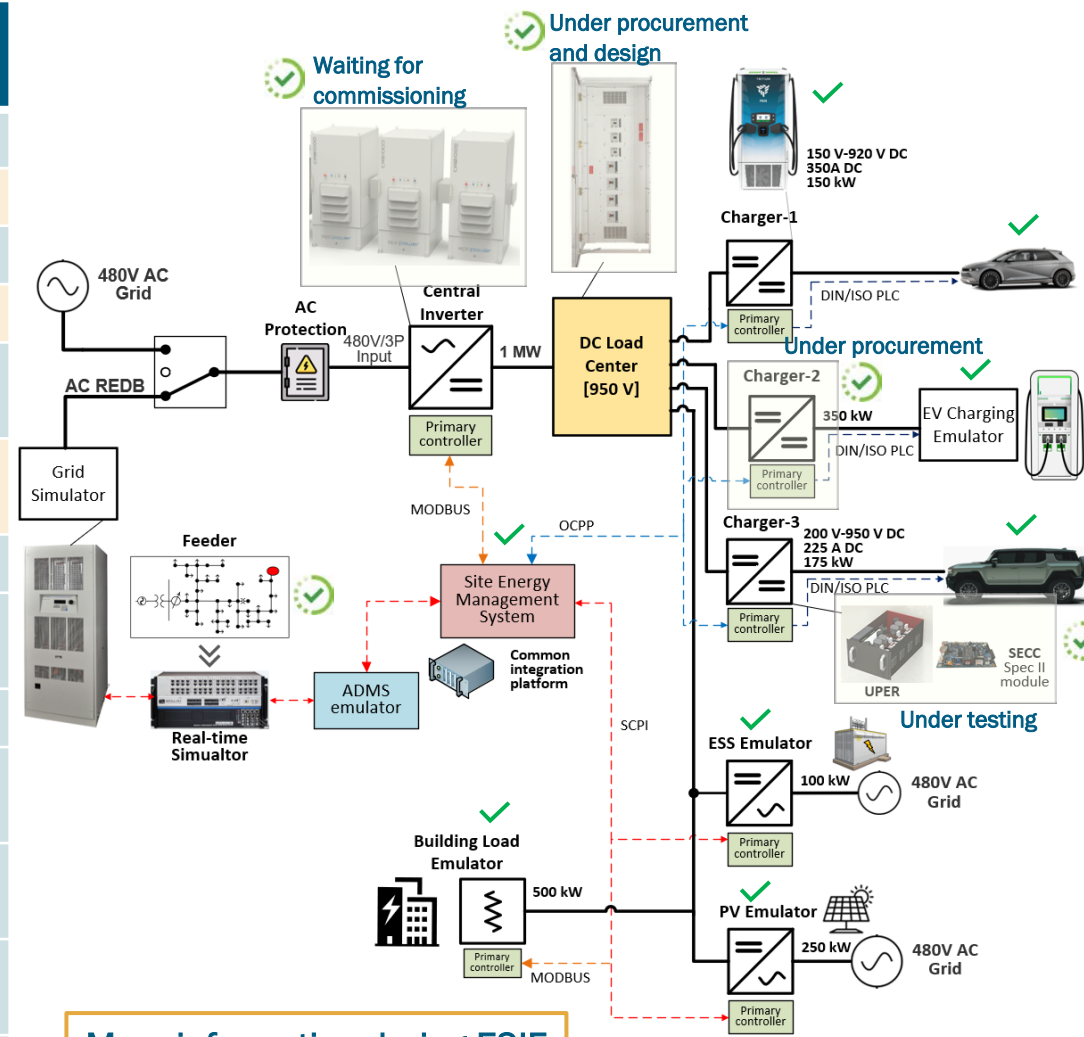 Under procurement
and design
Waiting for
commissioning
150 V-920 V DC
350A DC
150 kW
Charger-1
480V AC
Grid
Central
Inverter
AC
Protection
480V/3P
Input
1 MW
DC Load
Center
[950 V]
Primary
controller
DIN/ISO PLC
Under procurement
Charger-2
350 kW
EV Charging
Emulator
DIN/ISO PLC
Primary
controller
AC REDB
Primary
controller
Grid
Simulator
MODBUS
OCPP
Charger-3
200 V-950 V DC
225 A DC
175 kW
DIN/ISO PLC
Primary
controller
Feeder
Site Energy
Management
System
Common
integration
platform
ADMS
emulator
Real-time
Simualtor
SCPI
UPER
SECC
Spec II
module
Under testing
ESS Emulator
100 kW
480V AC
Grid
Primary
controller
Building Load
Emulator
500 kW
Primary
controller
MODBUS
PV Emulator
250 kW
480V AC
Grid
Primary
controller